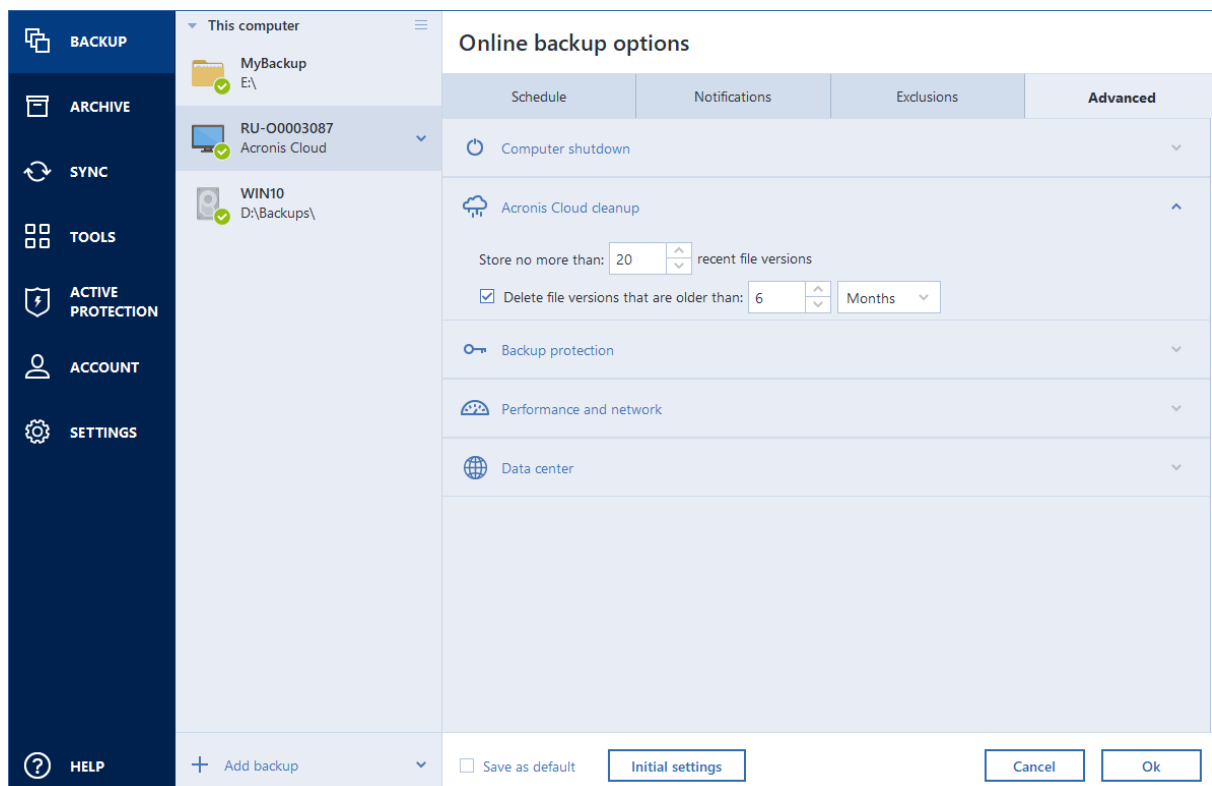 BACKUP
ARCHIVE
SYNC
TOOLS
ACTIVE
PROTECTION
ACCOUNT
SETTINGS
HELP
This computer
MyBackup
E:\
RU-O0003087
Acronis Cloud
WIN10
D:\Backups\
Add backup
Online backup options
Schedule Notifications Exclusions Advanced
Computer shutdown
Acronis Cloud cleanup
Store no more than: 20 recent file versions
Delete file versions that are older than: 6 Months
Backup protection
Performance and network
Data center
Save as default Initial settings Cancel Ok